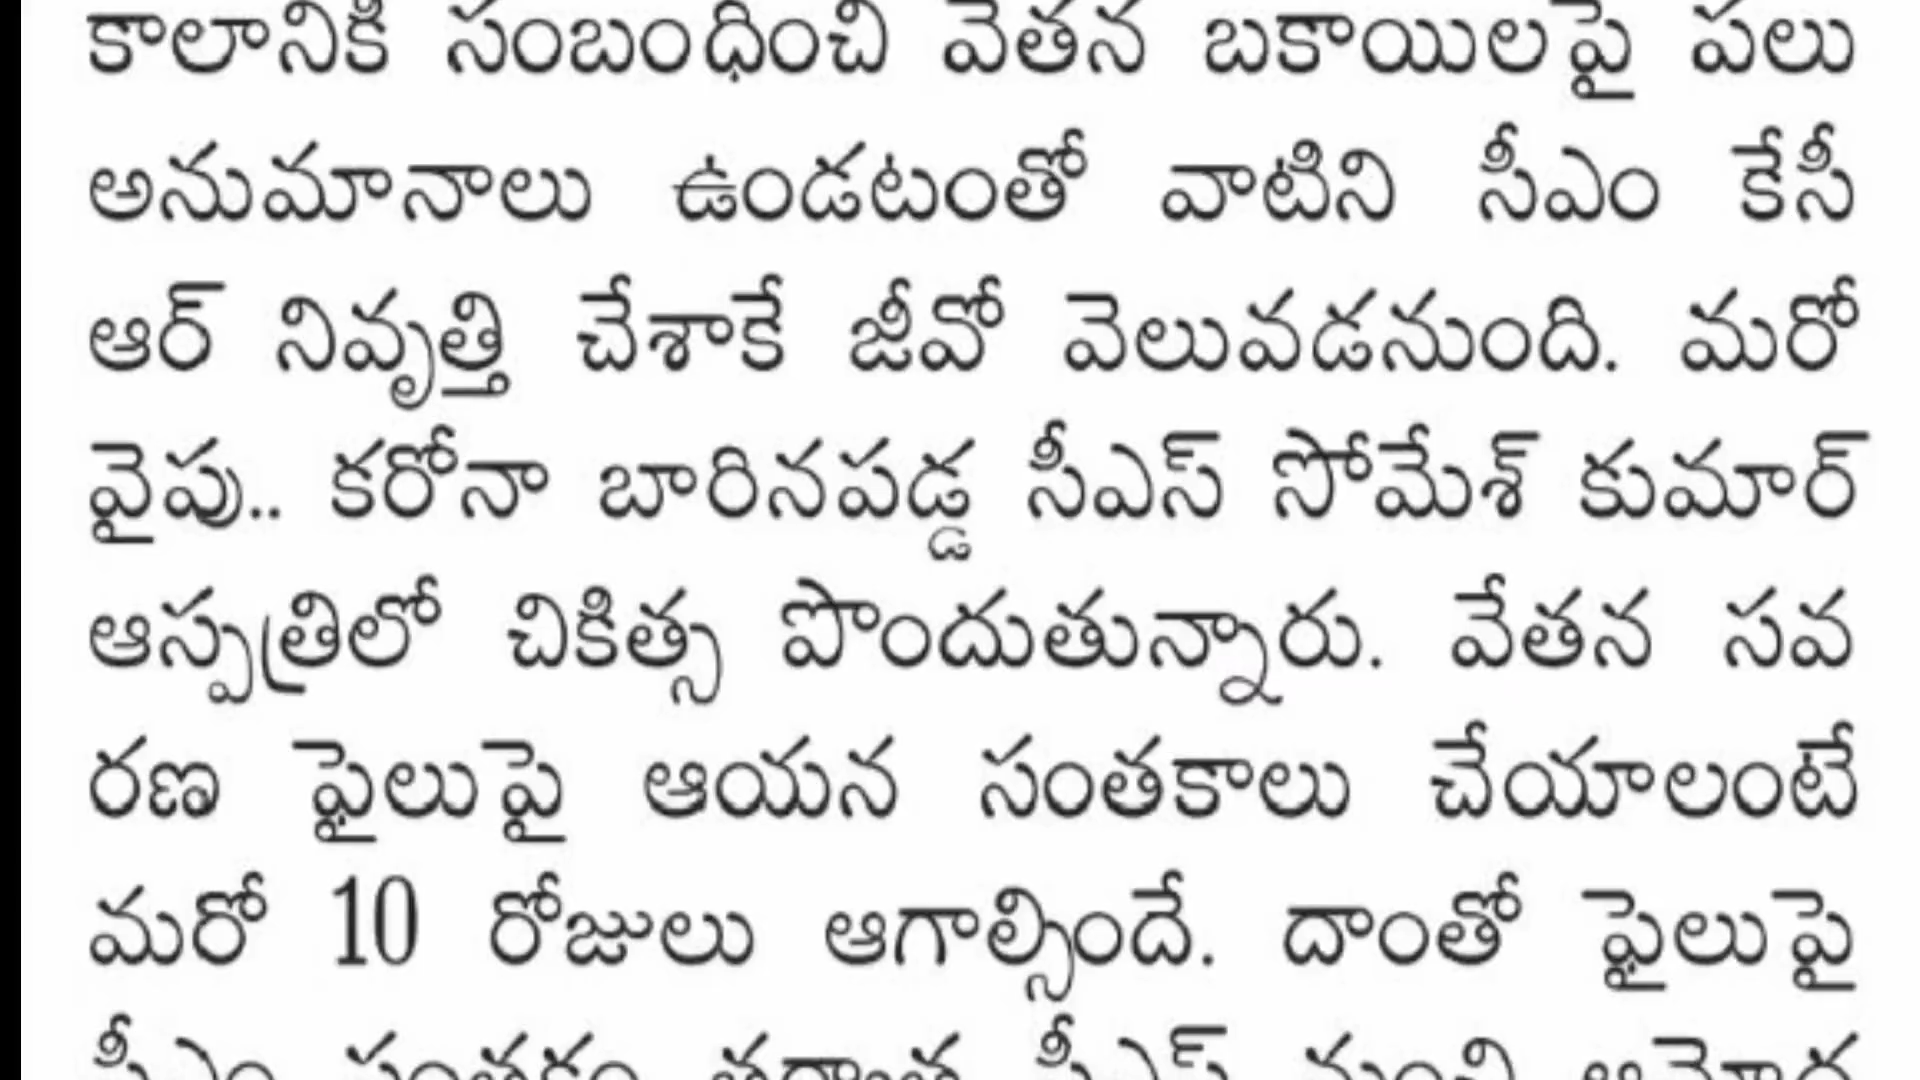 కాలానికి సంబంధించి వేతన బకాయిలపై పలు
అనుమానాలు ఉండటంతో వాటిని సీఎం కేసీ
ఆర్ నివృత్తి చేశాకే జీవో వెలువడనుంది. మరో
వైపు.. కరోనా బారినపడ్డ సీఎస్ సోమేశ్ కుమార్
ఆస్పత్రిలో చికిత్స పొందుతున్నారు. వేతన సవ
రణ ఫైలుపై ఆయన సంతకాలు చేయాలంటే
మరో 10 రోజులు ఆగాల్సిందే. దాంతో ఫైలుపై